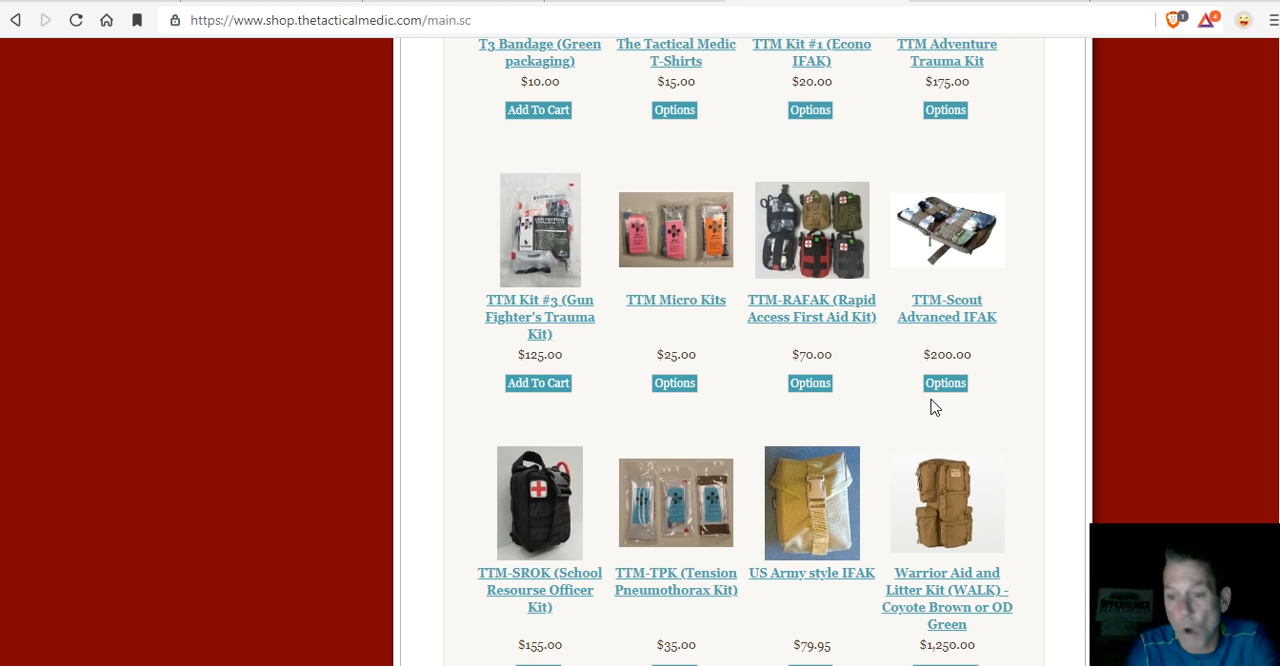 https://www.shop.thetacticalmedic.com/main.sc
1
4
T3 Bandage (Green
packaging)
$10.00
Add To Cart
The Tactical Medic
T-Shirts
$15.00
Options
TTM Kit #1 (Econo
IFAK)
$20.00
Options
TTM Adventure
Trauma Kit
$175.00
Options
TTM Kit #3 (Gun
Fighter's Trauma
Kit)
$125.00
Add To Cart
TTM Micro Kits
$25.00
Options
TTM-RAFAK (Rapid
Access First Aid Kit)
$70.00
Options
TTM-Scout
Advanced IFAK
$200.00
Options
TTM-SROK (School
Resourse Officer
Kit)
$155.00
TTM-TPK (Tension
Pneumothorax Kit)
$35.00
US Army style IFAK
$79.95
Warrior Aid and
Litter Kit (WALK) -
Coyote Brown or OD
Green
$1,250.00